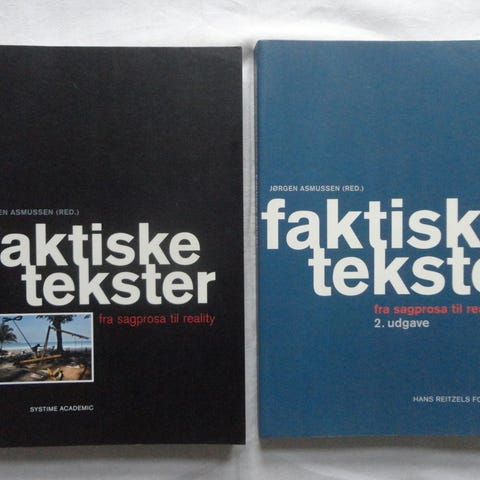 EN ASMUSSEN (RED.)
aktiske
tekster
fra sagprosa til reality
SYSTIME ACADEMIC
JØRGEN ASMUSSEN (RED.)
faktisk
tekste
fra sagprosa til rea
2. udgave
HANS REITZELS FO